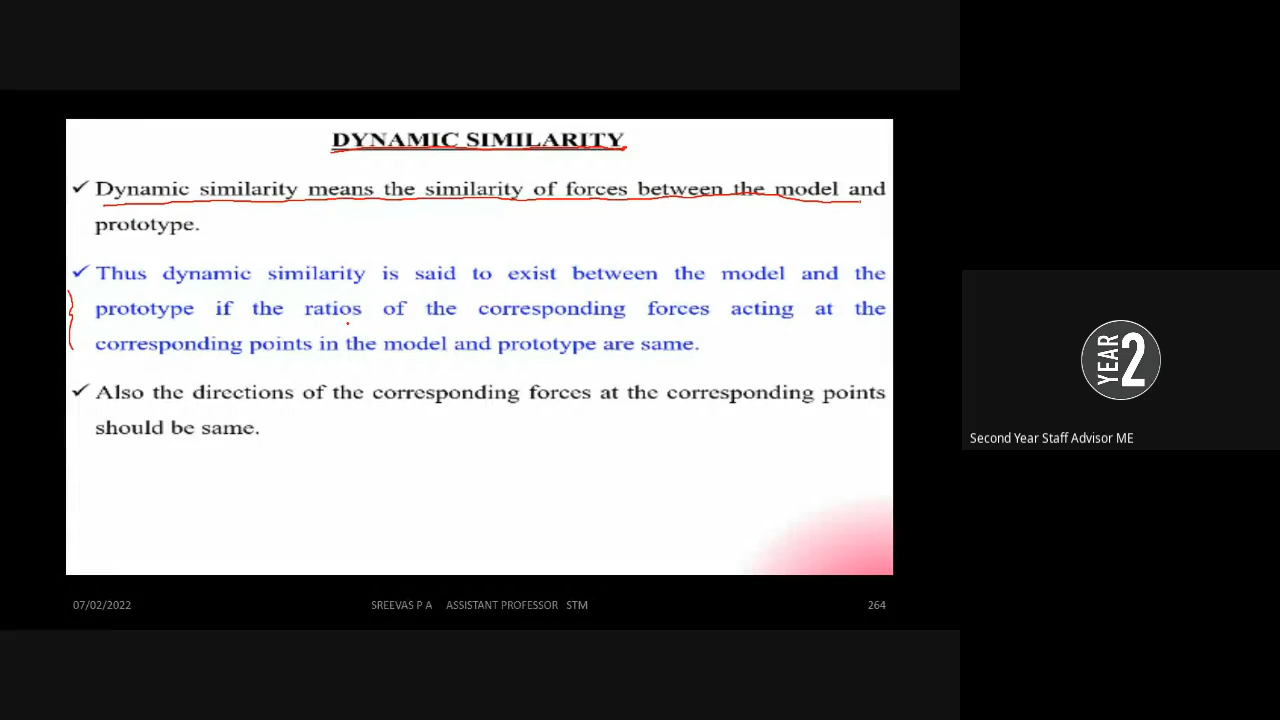 DYNAMIC SIMILARITY
✓ Dynamic similarity means the similarity of forces between the model and
prototype.
✓ Thus dynamic similarity is said to exist between the model and the
prototype if the ratios of the corresponding forces acting at the
corresponding points in the model and prototype are same.
✓ Also the directions of the corresponding forces at the corresponding points
should be same.
07/02/2022 SREEVAS P A ASSISTANT PROFESSOR STM 264
YEAR 2
Second Year Staff Advisor ME